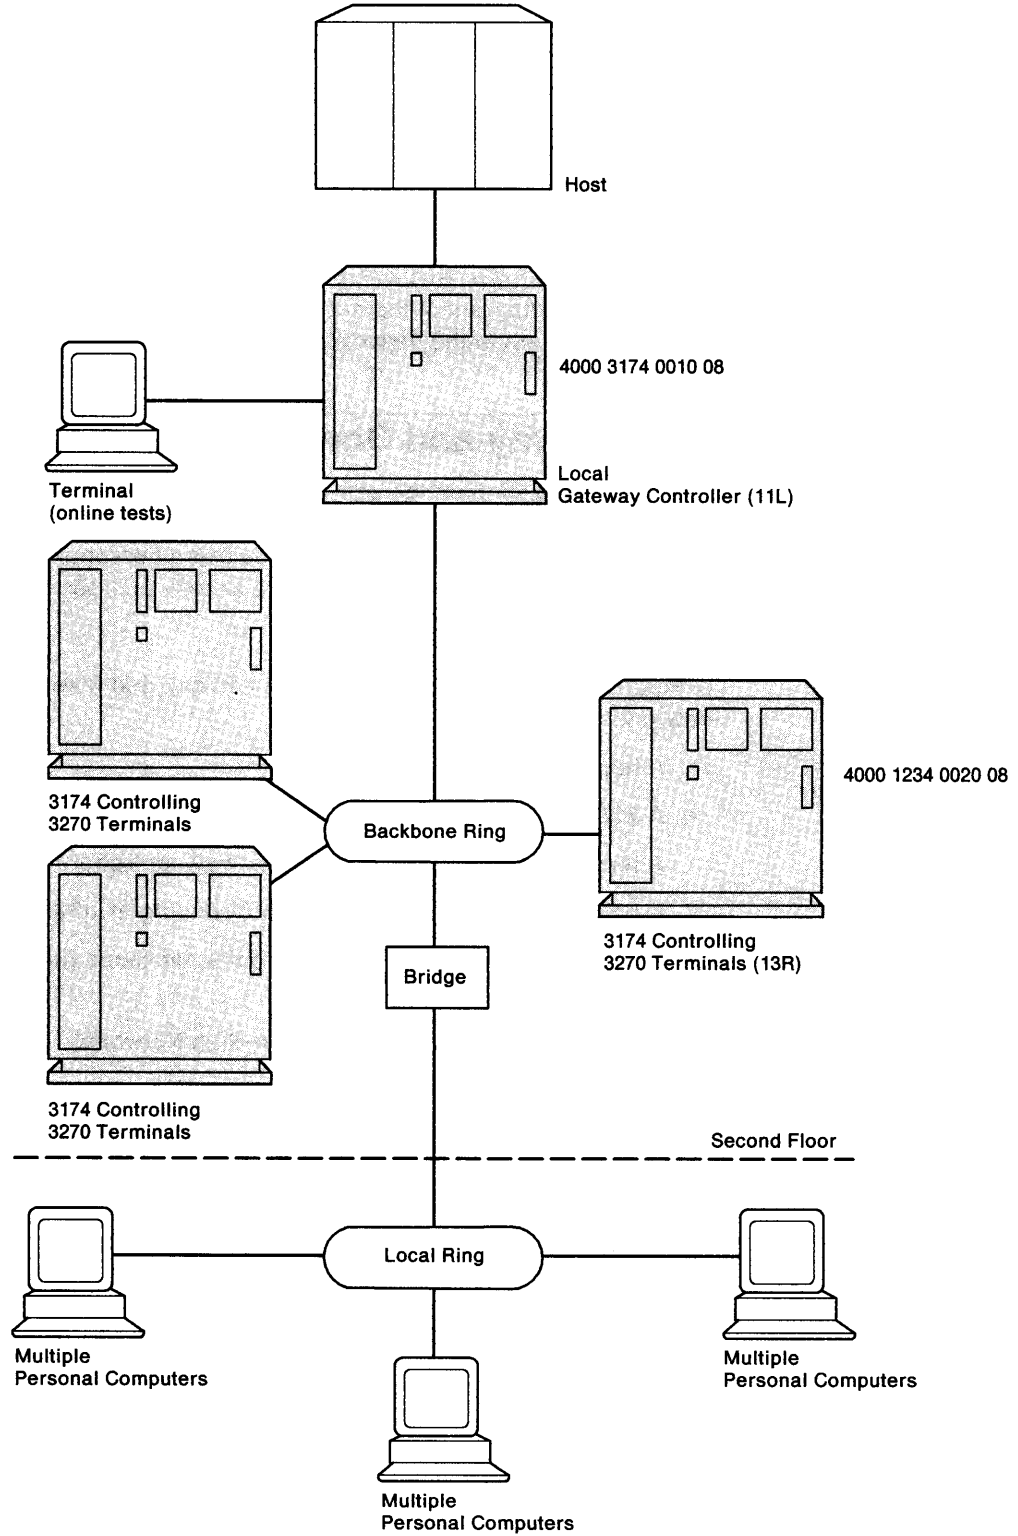 Host
4000 3174 0010 08
Local
Gateway Controller (11L)
Terminal
(online tests)
4000 1234 0020 08
3174 Controlling
3270 Terminals
Backbone Ring
3174 Controlling
3270 Terminals (13R)
Bridge
3174 Controlling
3270 Terminals
Second Floor
Local Ring
Multiple
Personal Computers
Multiple
Personal Computers
Multiple
Personal Computers